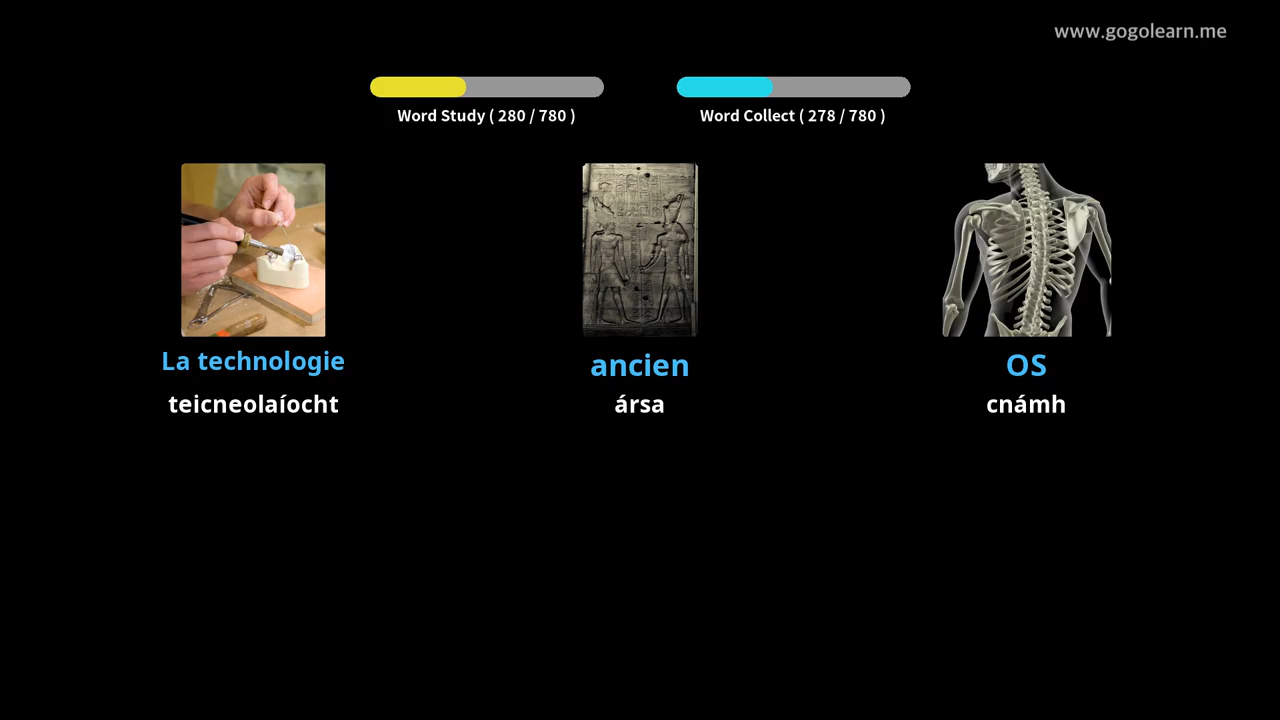 www.gogolearn.me
Word Study ( 280 / 780 )
Word Collect ( 278 / 780 )
La technologie
ancien
OS
teicneolaíocht
ársa
cnámh